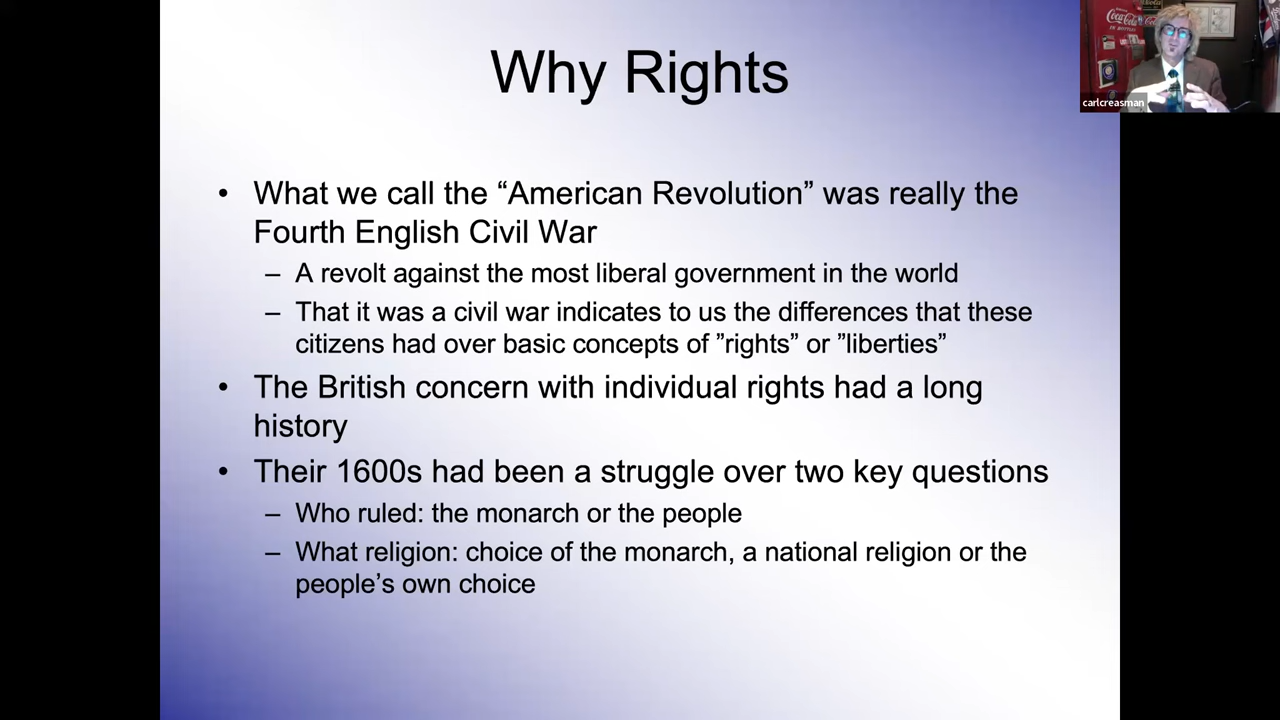 Why Rights
• What we call the “American Revolution” was really the
Fourth English Civil War
– A revolt against the most liberal government in the world
– That it was a civil war indicates to us the differences that these
citizens had over basic concepts of ”rights” or ”liberties”
• The British concern with individual rights had a long
history
• Their 1600s had been a struggle over two key questions
– Who ruled: the monarch or the people
– What religion: choice of the monarch, a national religion or the
people’s own choice
Coca-Cola
IN BOTTLES
carlcreasman